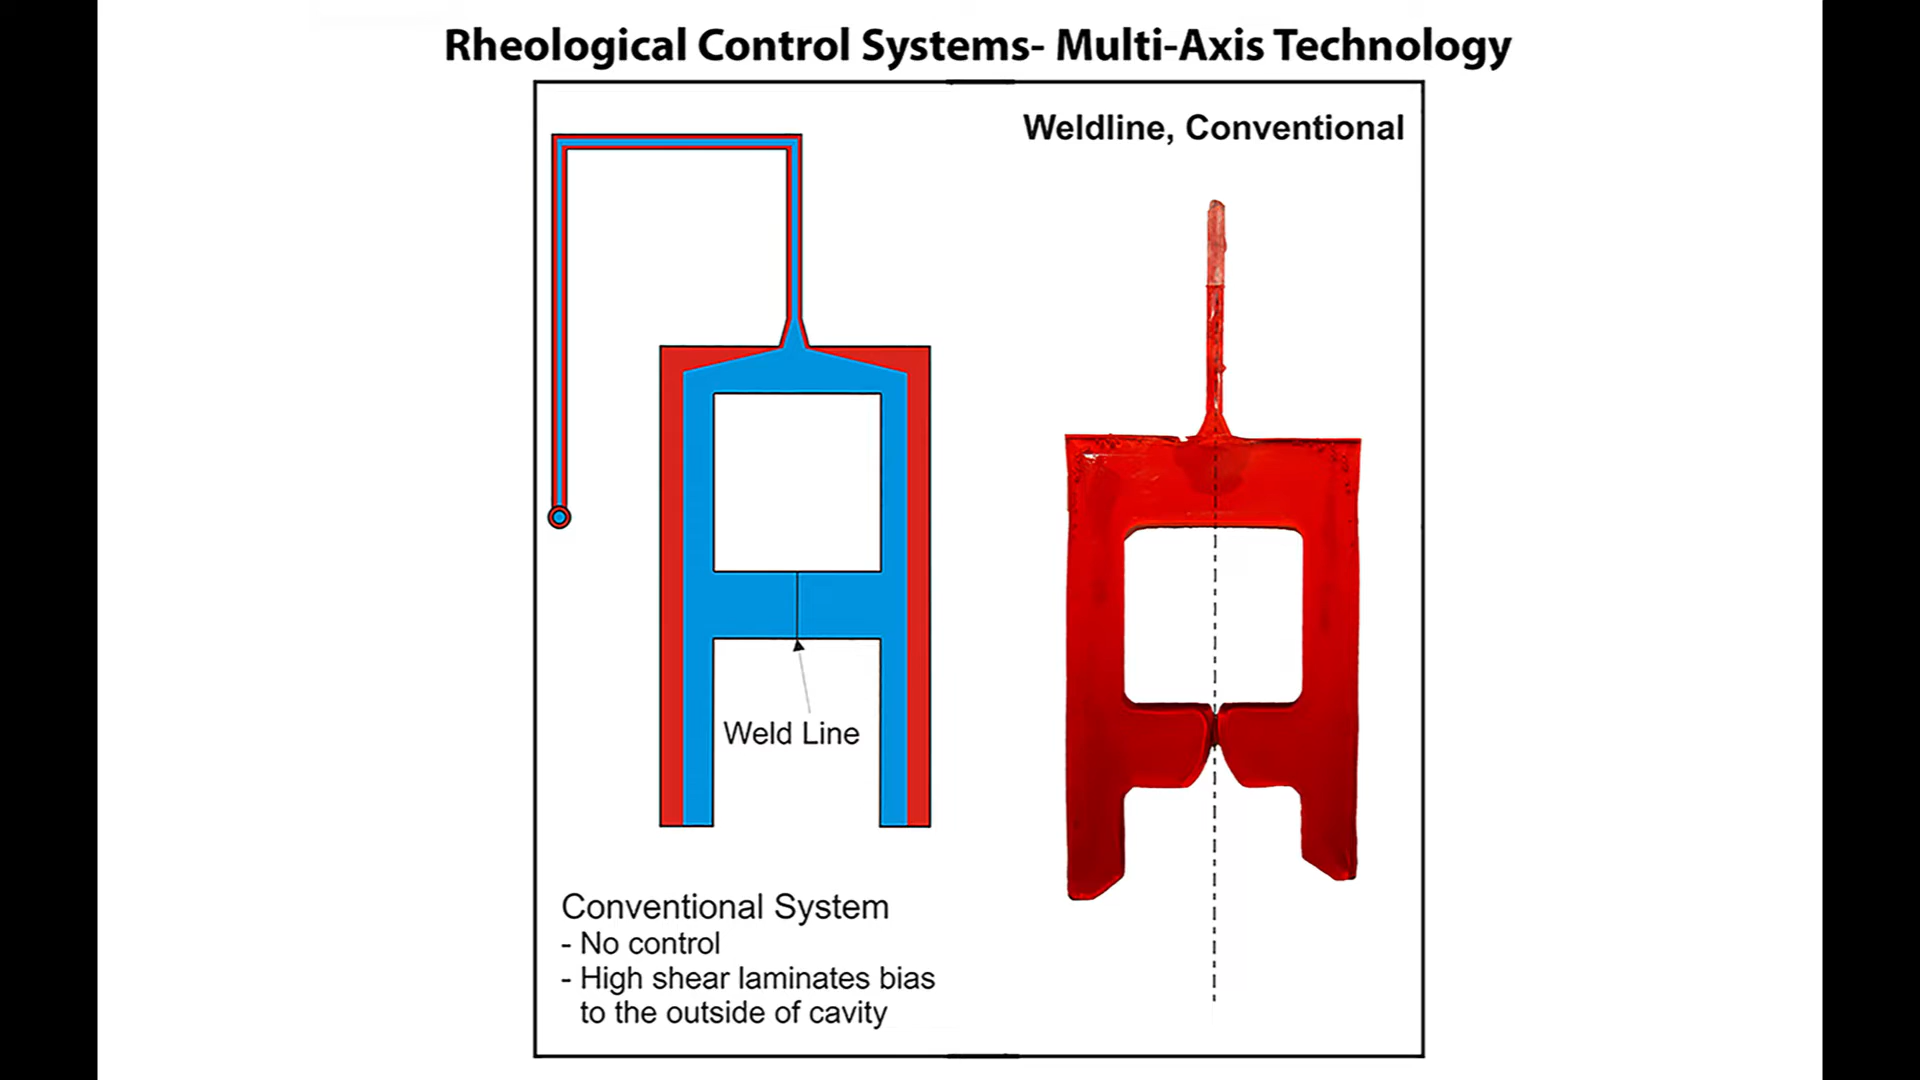 Rheological Control Systems- Multi-Axis Technology
Weldline, Conventional
Weld Line
Conventional System
- No control
- High shear laminates bias
to the outside of cavity